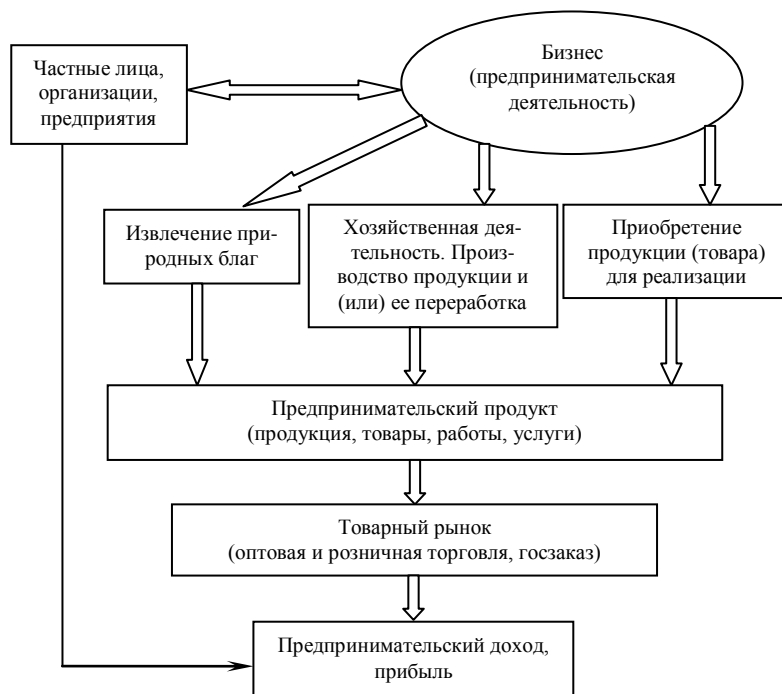 Частные лица,
организации,
предприятия
Бизнес
(предпринимательская
деятельность)
Извлечение при-
родных благ
Хозяйственная дея-
тельность. Произ-
водство продукции и
(или) ее переработка
Приобретение
продукции (товара)
для реализации
Предпринимательский продукт
(продукция, товары, работы, услуги)
Товарный рынок
(оптовая и розничная торговля, госзаказ)
Предпринимательский доход,
прибыль